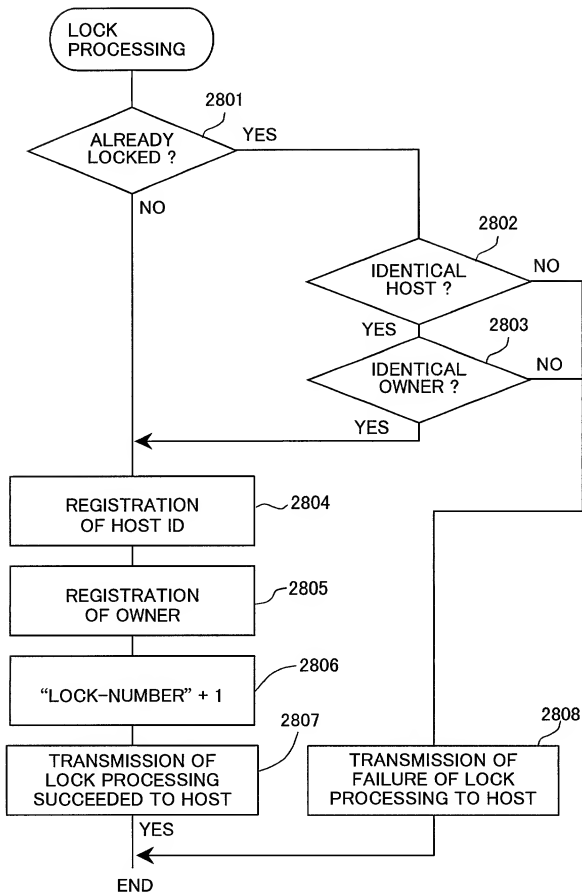 LOCK
PROCESSING
2801
ALREADY
LOCKED ?
YES
NO
2802
IDENTICAL
HOST ?
NO
YES
2803
IDENTICAL
OWNER ?
NO
YES
REGISTRATION
OF HOST ID
2804
REGISTRATION
OF OWNER
2805
“LOCK-NUMBER” + 1
2806
2807
TRANSMISSION OF
LOCK PROCESSING
SUCCEEDED TO HOST
2808
TRANSMISSION OF
FAILURE OF LOCK
PROCESSING TO HOST
YES
END